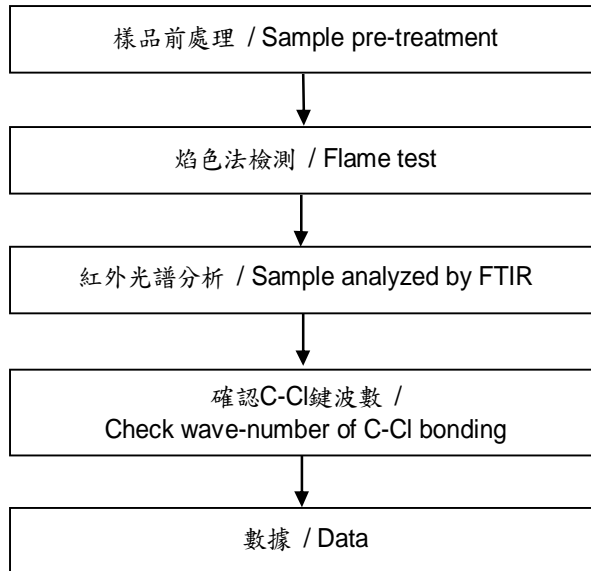 樣品前處理 / Sample pre-treatment
焰色法檢測 / Flame test
紅外光譜分析 / Sample analyzed by FTIR
確認C-Cl鍵波數 /
Check wave-number of C-Cl bonding
數據 / Data